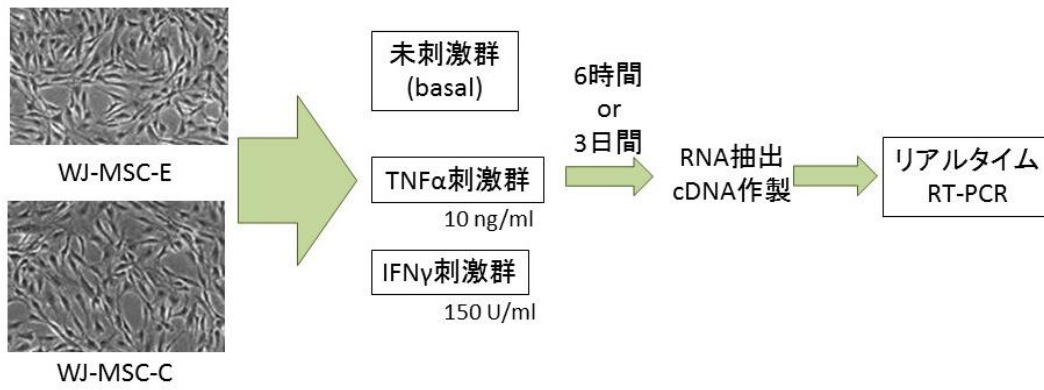 WJ-MSC-E
WJ-MSC-C
未刺激群
(basal)
TNFα刺激群
10 ng/ml
IFNγ刺激群
150 U/ml
6時間
or
3日間
RNA抽出
cDNA作製
リアルタイム
RT-PCR